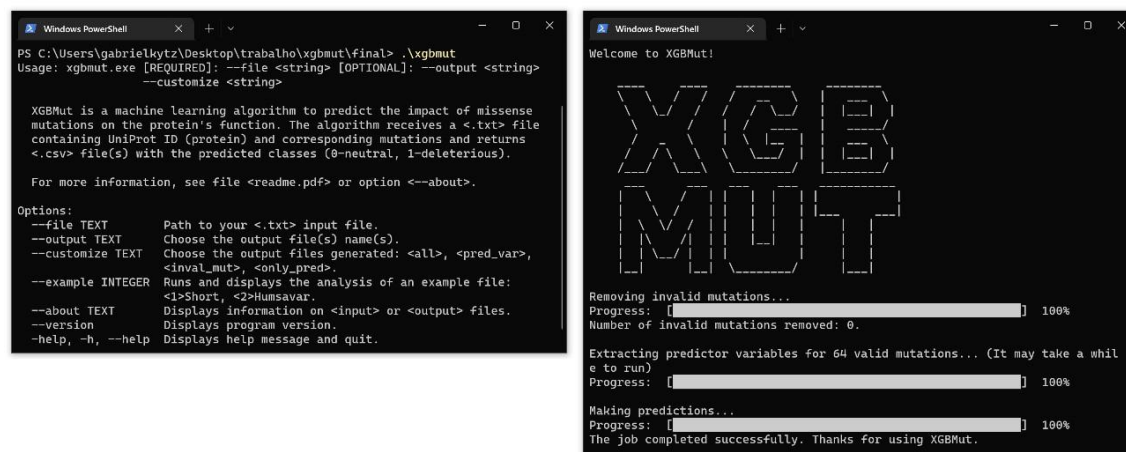 Windows PowerShell
PS C:\Users\gabrielkytz\Desktop\trabalho\xgbmut\final> .\xgbmut
Usage: xgbmut.exe [REQUIRED]: --file <string> [OPTIONAL]: --output <string>
--customize <string>
XGBMut is a machine learning algorithm to predict the impact of missense
mutations on the protein's function. The algorithm receives a <.txt> file
containing UniProt ID (protein) and corresponding mutations and returns
<.csv> file(s) with the predicted classes (0-neutral, 1-deleterious).
For more information, see file <readme.pdf> or option <--about>.
Options:
--file TEXT Path to your <.txt> input file.
--output TEXT Choose the output file(s) name(s).
--customize TEXT Choose the output files generated: <all>, <pred_var>,
<inval_mut>, <only_pred>.
--example INTEGER Runs and displays the analysis of an example file:
<1>Short, <2>Humsavar.
--about TEXT Displays information on <input> or <output> files.
--version Displays program version.
-help, -h, --help Displays help message and quit.
Windows PowerShell
Welcome to XGBMut!
XGB
MUT
Removing invalid mutations...
Progress: [ ] 100%
Number of invalid mutations removed: 0.
Extracting predictor variables for 64 valid mutations... (It may take a whil
e to run)
Progress: [ ] 100%
Making predictions...
Progress: [ ] 100%
The job completed successfully. Thanks for using XGBMut.